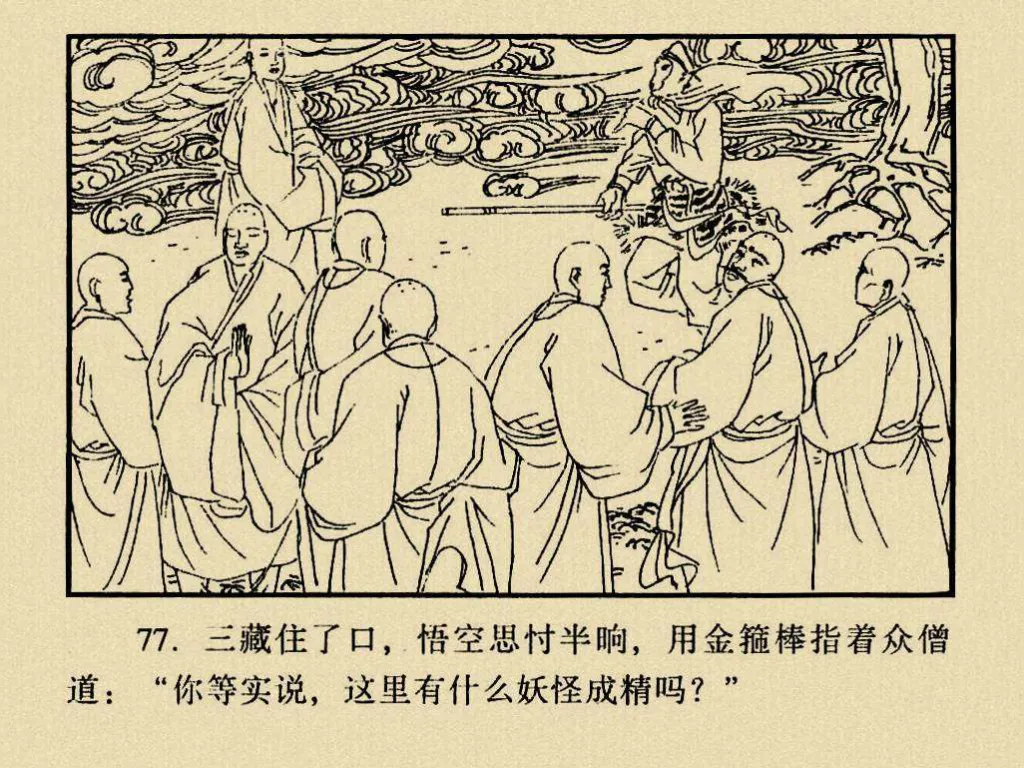 77. 三藏住了口，悟空思忖半晌，用金箍棒指着众僧
道：“你等实说，这里有什么妖怪成精吗？”